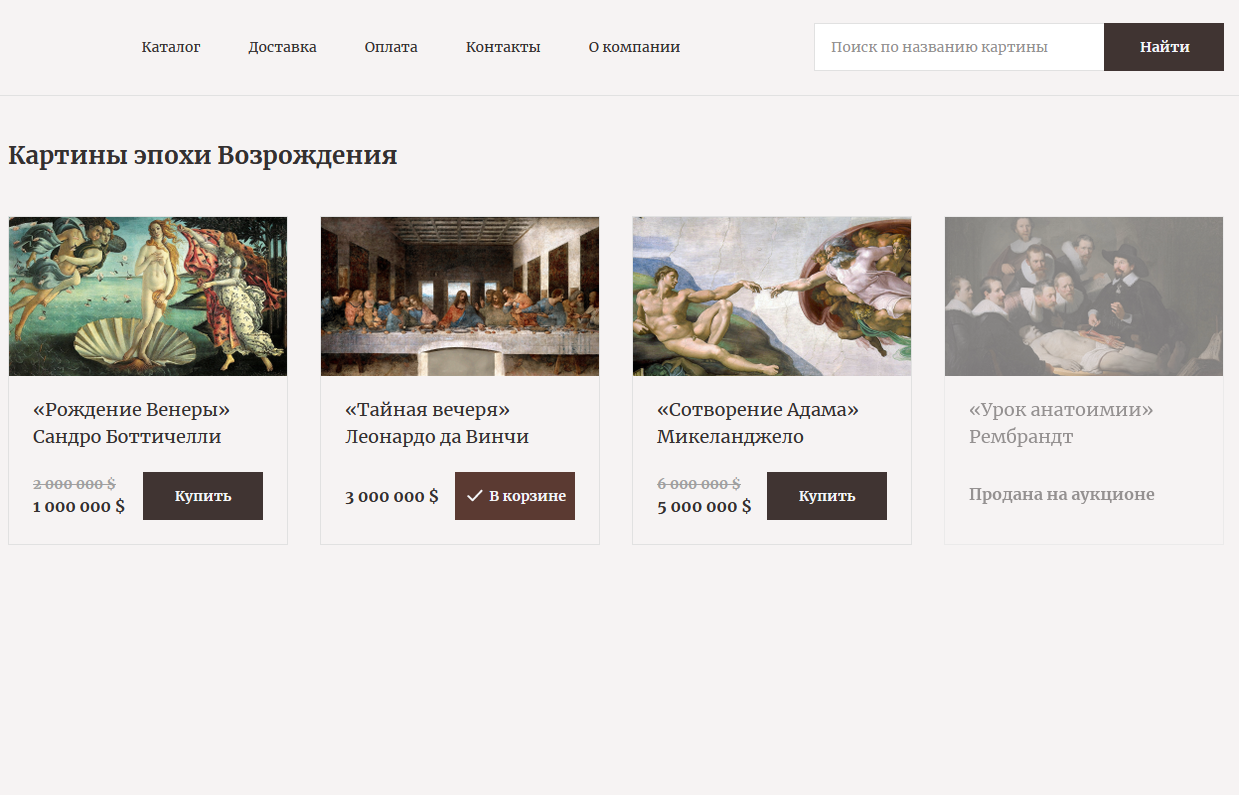 Каталог Доставка Оплата Контакты О компании Поиск по названию картины Найти
Картины эпохи Возрождения
«Рождение Венеры»
Сандро Боттичелли
2 000 000 $
1 000 000 $
Купить
«Тайная вечеря»
Леонардо да Винчи
3 000 000 $
В корзине
«Сотворение Адама»
Микеланджело
6 000 000 $
5 000 000 $
Купить
«Урок анатоимии»
Рембрандт
Продана на аукционе